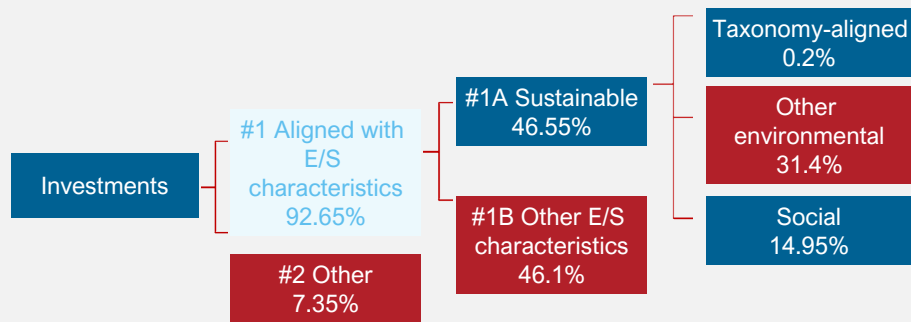 Investments
#1 Aligned with
E/S
characteristics
92.65%
#2 Other
7.35%
#1A Sustainable
46.55%
#1B Other E/S
characteristics
46.1%
Taxonomy-aligned
0.2%
Other
environmental
31.4%
Social
14.95%